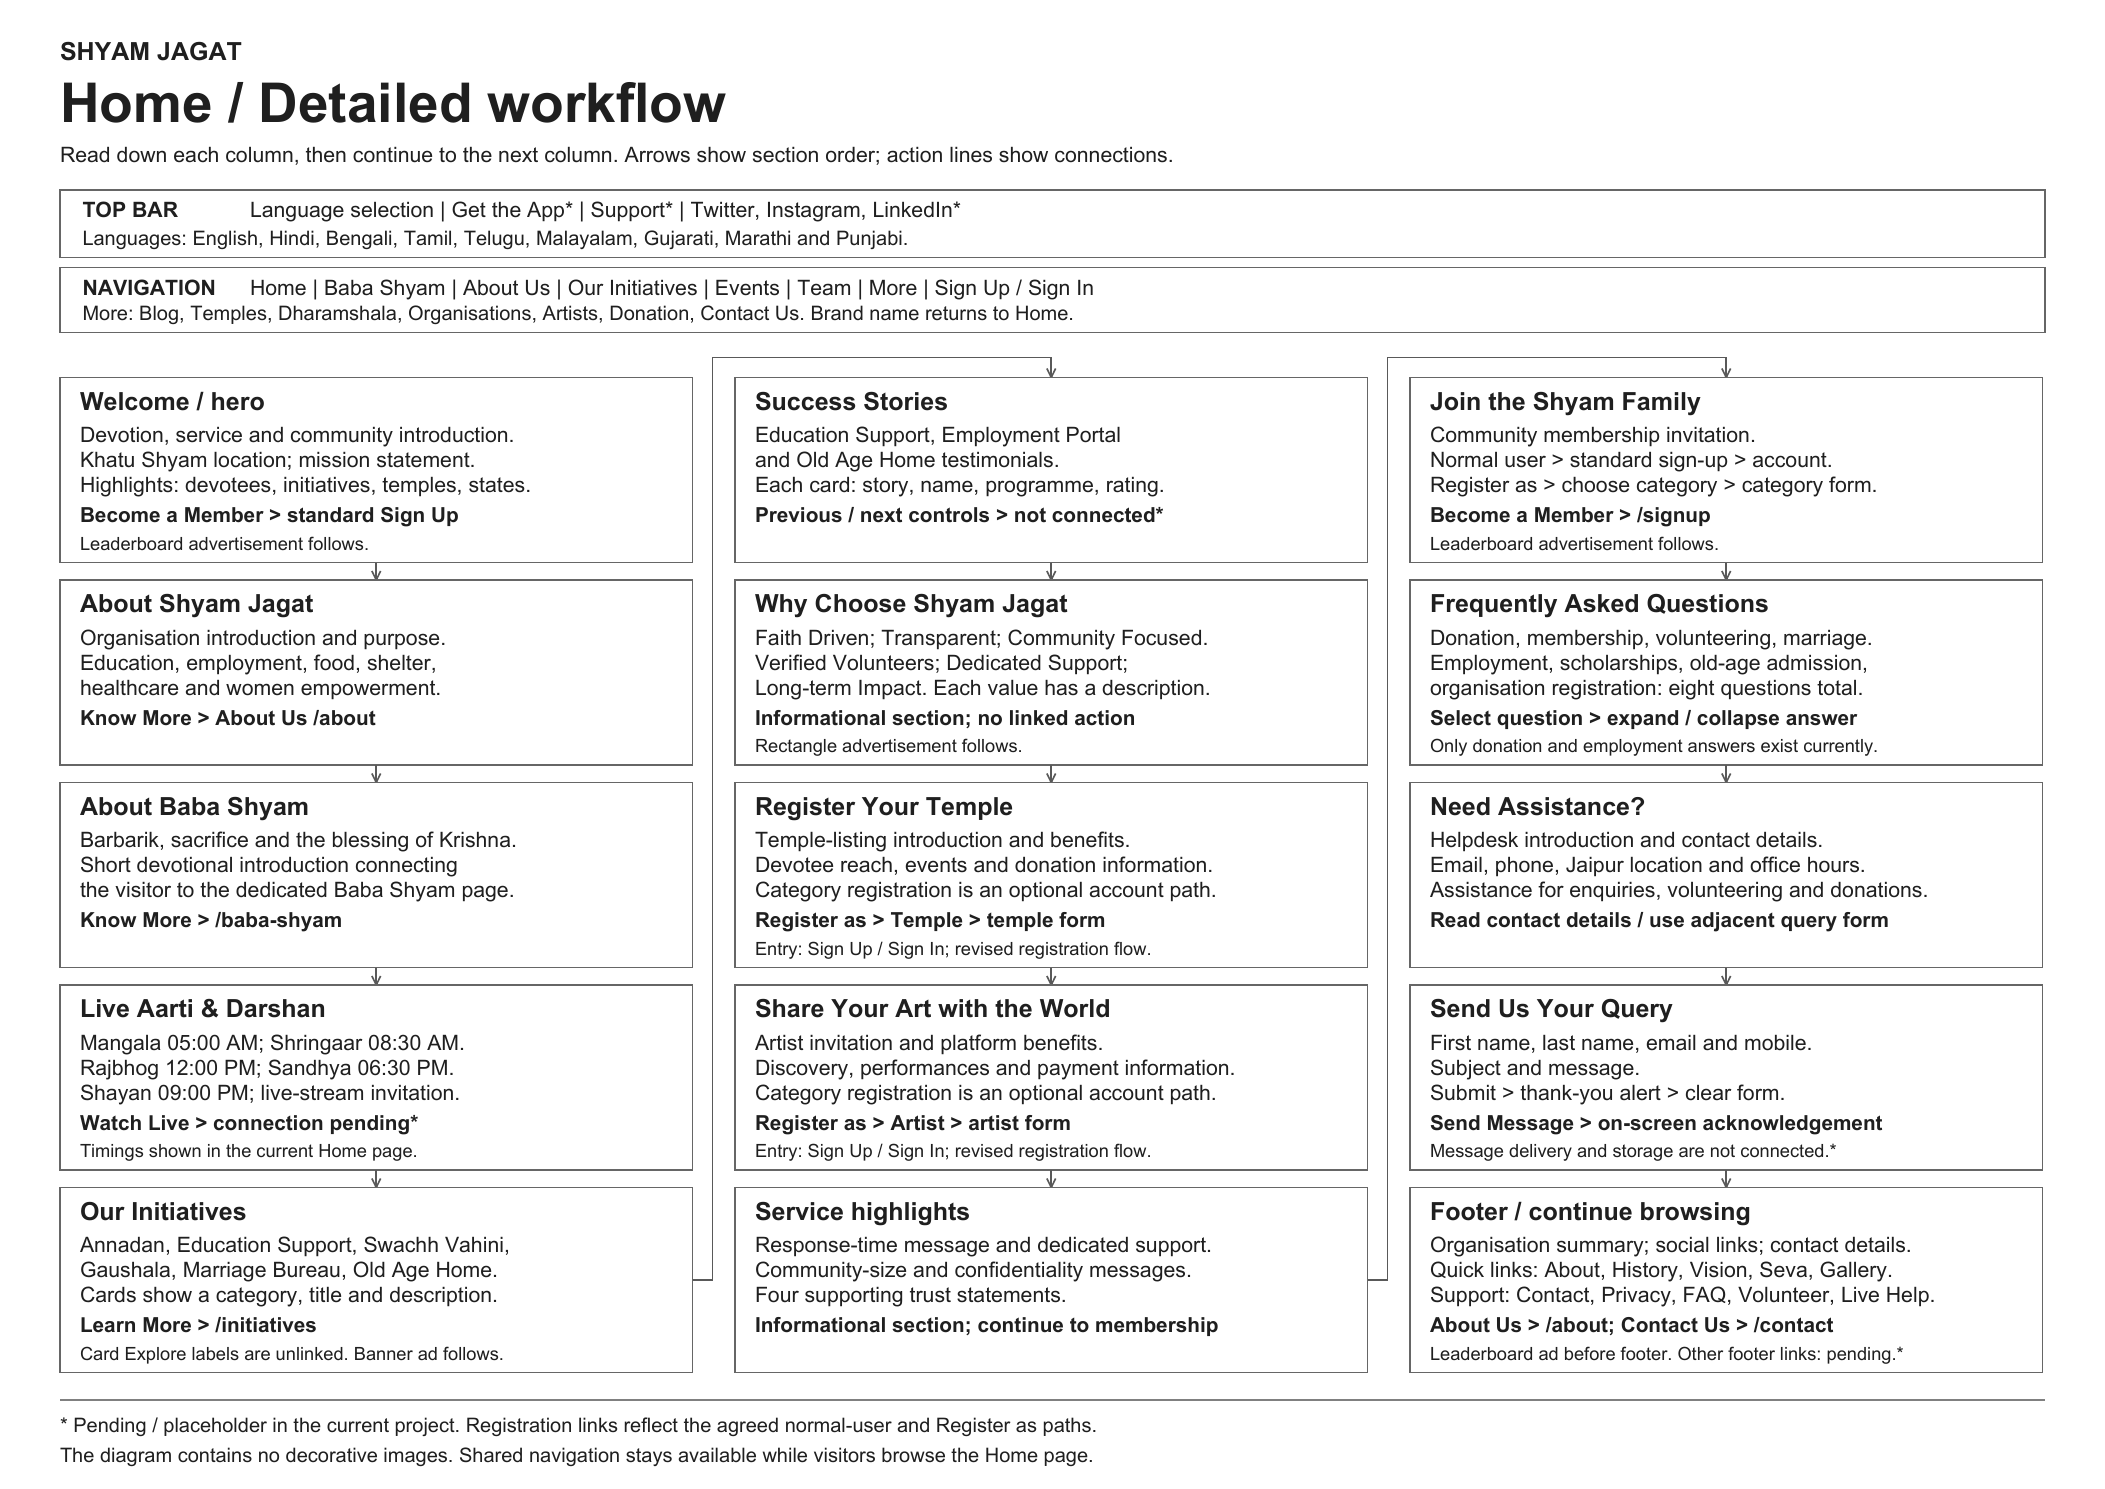 SHYAM JAGAT
Home / Detailed workflow
Read down each column, then continue to the next column. Arrows show section order; action lines show connections.
TOP BAR Language selection | Get the App* | Support* | Twitter, Instagram, LinkedIn*
Languages: English, Hindi, Bengali, Tamil, Telugu, Malayalam, Gujarati, Marathi and Punjabi.
NAVIGATION Home | Baba Shyam | About Us | Our Initiatives | Events | Team | More | Sign Up / Sign In
More: Blog, Temples, Dharamshala, Organisations, Artists, Donation, Contact Us. Brand name returns to Home.
Welcome / hero
Devotion, service and community introduction.
Khatu Shyam location; mission statement.
Highlights: devotees, initiatives, temples, states.
Become a Member > standard Sign Up
Leaderboard advertisement follows.
About Shyam Jagat
Organisation introduction and purpose.
Education, employment, food, shelter,
healthcare and women empowerment.
Know More > About Us /about
About Baba Shyam
Barbarik, sacrifice and the blessing of Krishna.
Short devotional introduction connecting
the visitor to the dedicated Baba Shyam page.
Know More > /baba-shyam
Live Aarti & Darshan
Mangala 05:00 AM; Shringaar 08:30 AM.
Rajbhog 12:00 PM; Sandhya 06:30 PM.
Shayan 09:00 PM; live-stream invitation.
Watch Live > connection pending*
Timings shown in the current Home page.
Our Initiatives
Annadan, Education Support, Swachh Vahini,
Gaushala, Marriage Bureau, Old Age Home.
Cards show a category, title and description.
Learn More > /initiatives
Card Explore labels are unlinked. Banner ad follows.
Success Stories
Education Support, Employment Portal
and Old Age Home testimonials.
Each card: story, name, programme, rating.
Previous / next controls > not connected*
Why Choose Shyam Jagat
Faith Driven; Transparent; Community Focused.
Verified Volunteers; Dedicated Support;
Long-term Impact. Each value has a description.
Informational section; no linked action
Rectangle advertisement follows.
Register Your Temple
Temple-listing introduction and benefits.
Devotee reach, events and donation information.
Category registration is an optional account path.
Register as > Temple > temple form
Entry: Sign Up / Sign In; revised registration flow.
Share Your Art with the World
Artist invitation and platform benefits.
Discovery, performances and payment information.
Category registration is an optional account path.
Register as > Artist > artist form
Entry: Sign Up / Sign In; revised registration flow.
Service highlights
Response-time message and dedicated support.
Community-size and confidentiality messages.
Four supporting trust statements.
Informational section; continue to membership
Join the Shyam Family
Community membership invitation.
Normal user > standard sign-up > account.
Register as > choose category > category form.
Become a Member > /signup
Leaderboard advertisement follows.
Frequently Asked Questions
Donation, membership, volunteering, marriage.
Employment, scholarships, old-age admission,
organisation registration: eight questions total.
Select question > expand / collapse answer
Only donation and employment answers exist currently.
Need Assistance?
Helpdesk introduction and contact details.
Email, phone, Jaipur location and office hours.
Assistance for enquiries, volunteering and donations.
Read contact details / use adjacent query form
Send Us Your Query
First name, last name, email and mobile.
Subject and message.
Submit > thank-you alert > clear form.
Send Message > on-screen acknowledgement
Message delivery and storage are not connected.*
Footer / continue browsing
Organisation summary; social links; contact details.
Quick links: About, History, Vision, Seva, Gallery.
Support: Contact, Privacy, FAQ, Volunteer, Live Help.
About Us > /about; Contact Us > /contact
Leaderboard ad before footer. Other footer links: pending.*
* Pending / placeholder in the current project. Registration links reflect the agreed normal-user and Register as paths.
The diagram contains no decorative images. Shared navigation stays available while visitors browse the Home page.